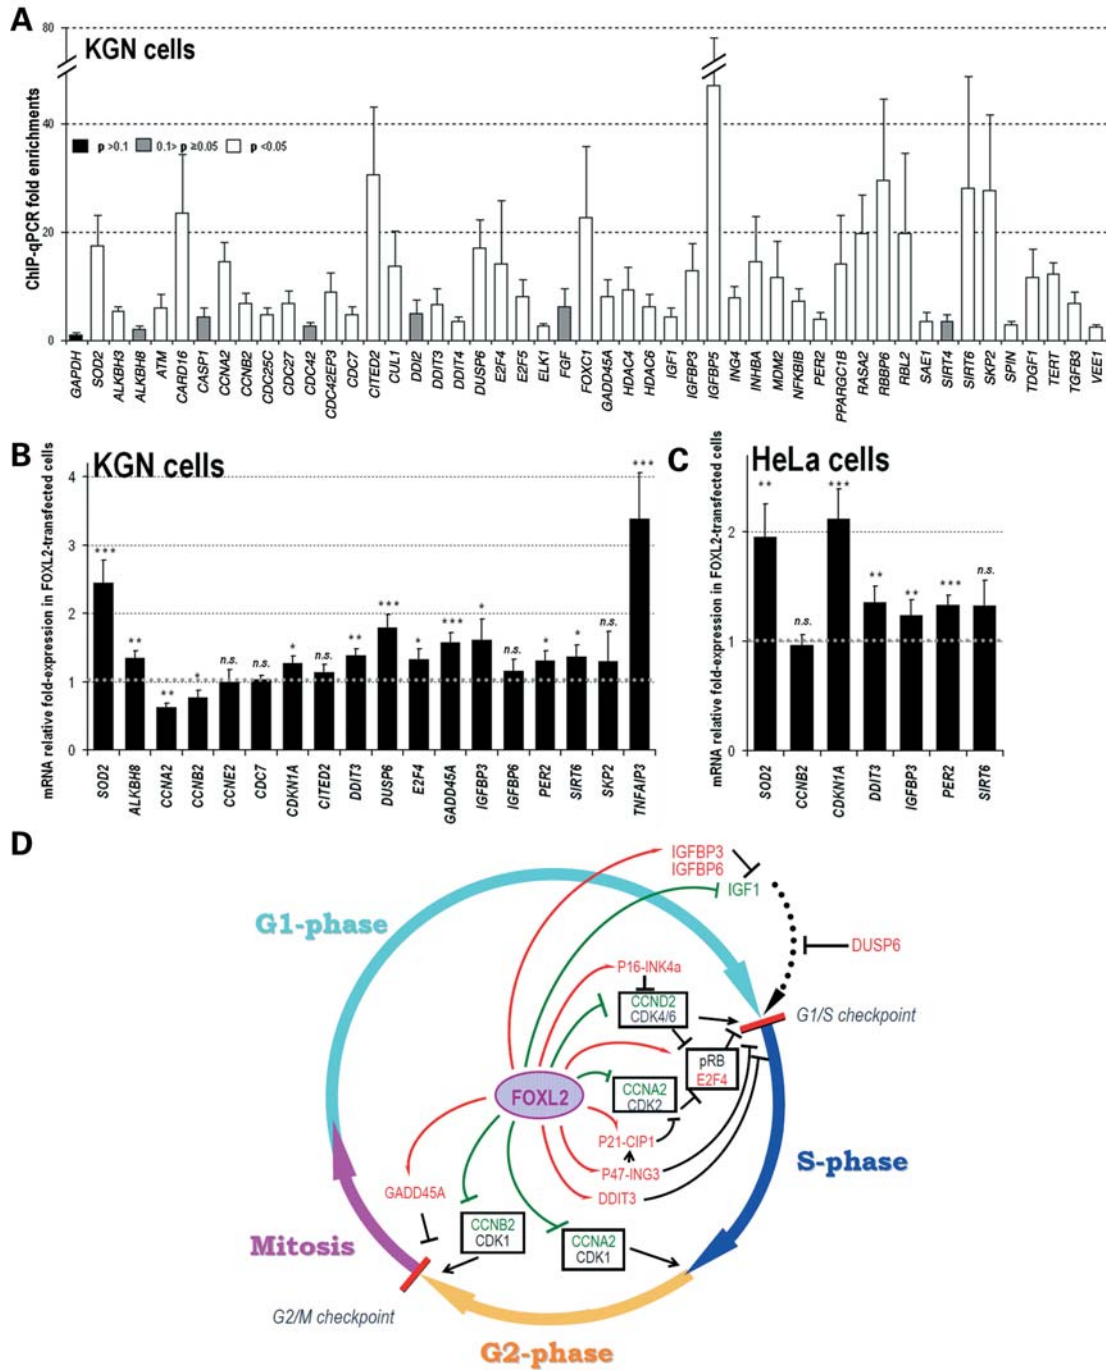 A
KGN cells
ChIP-qPCR fold enrichments
80
40
20
0
p >0.1
0.1> p ≥0.05
p <0.05
GAPDH
SOD2
ALKBH3
ALKBH8
ATM
CARD16
CASP1
CCNA2
CCNB2
CDC25C
CDC27
CDC42
CDC42EP3
CDC7
CITED2
CUL1
DDI2
DDIT3
DDIT4
DUSP6
E2F4
E2F5
ELK1
FGF
FOXC1
GADD45A
HDAC4
HDAC6
IGF1
IGFBP3
IGFBP5
ING4
INHBA
MDM2
NFKBIB
PER2
PPARGC1B
RASA2
RBBP6
RBL2
SAE1
SIRT4
SIRT6
SKP2
SPIN
TDGF1
TERT
TGFB3
VEE1
B
KGN cells
mRNA relative fold-expression in FOXL2-transfected cells
4
3
2
1
0
***
**
**
*
n.s.
n.s.
*
n.s.
**
***
*
***
*
n.s.
*
*
n.s.
***
SOD2
ALKBH8
CCNA2
CCNB2
CCNE2
CDC7
CDKN1A
CITED2
DDIT3
DUSP6
E2F4
GADD45A
IGFBP3
IGFBP6
PER2
SIRT6
SKP2
TNFAIP3
C
HeLa cells
mRNA relative fold-expression in FOXL2-transfected cells
2
1
0
**
n.s.
***
**
**
***
n.s.
SOD2
CCNB2
CDKN1A
DDIT3
IGFBP3
PER2
SIRT6
D
IGFBP3
IGFBP6
IGF1
G1-phase
DUSP6
P16-INK4a
CCND2
CDK4/6
G1/S checkpoint
pRB
E2F4
FOXL2
CCNA2
CDK2
P21-CIP1
P47-ING3
S-phase
GADD45A
DDIT3
CCNB2
CDK1
CCNA2
CDK1
Mitosis
G2/M checkpoint
G2-phase